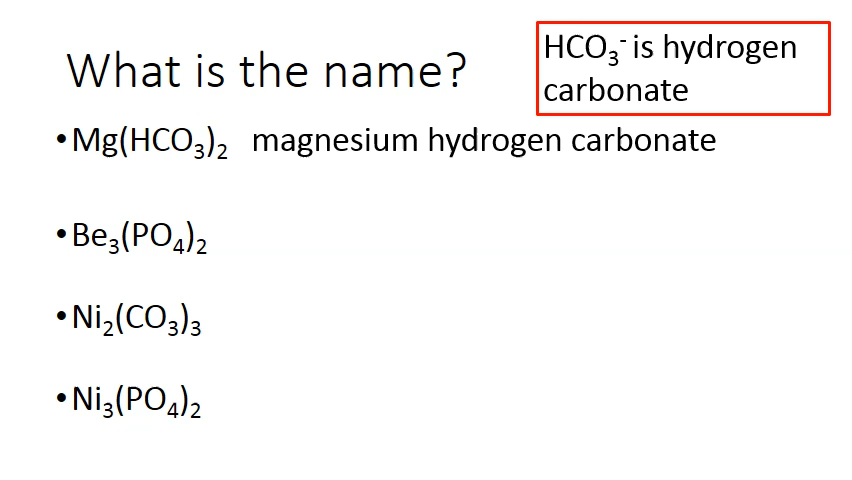 What is the name?
HCO₃⁻ is hydrogen
carbonate
•Mg(HCO₃)₂ magnesium hydrogen carbonate
•Be₃(PO₄)₂
•Ni₂(CO₃)₃
•Ni₃(PO₄)₂